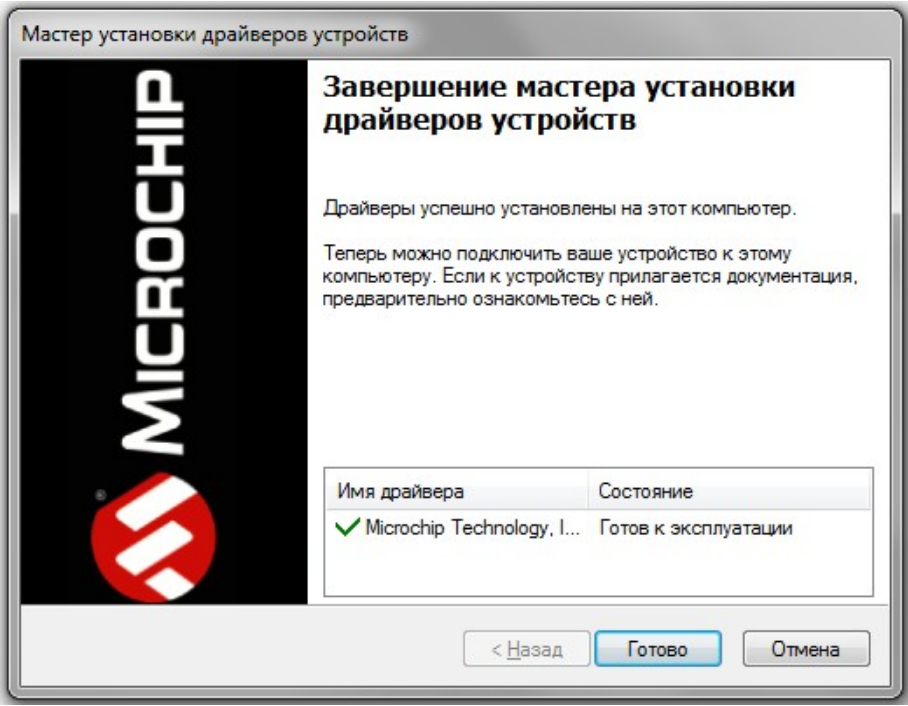 Мастер установки драйверов устройств
MICROCHIP
Завершение мастера установки
драйверов устройств
Драйверы успешно установлены на этот компьютер.
Теперь можно подключить ваше устройство к этому
компьютеру. Если к устройству прилагается документация,
предварительно ознакомьтесь с ней.
Имя драйвера Состояние
Microchip Technology, I... Готов к эксплуатации
< Назад Готово Отмена